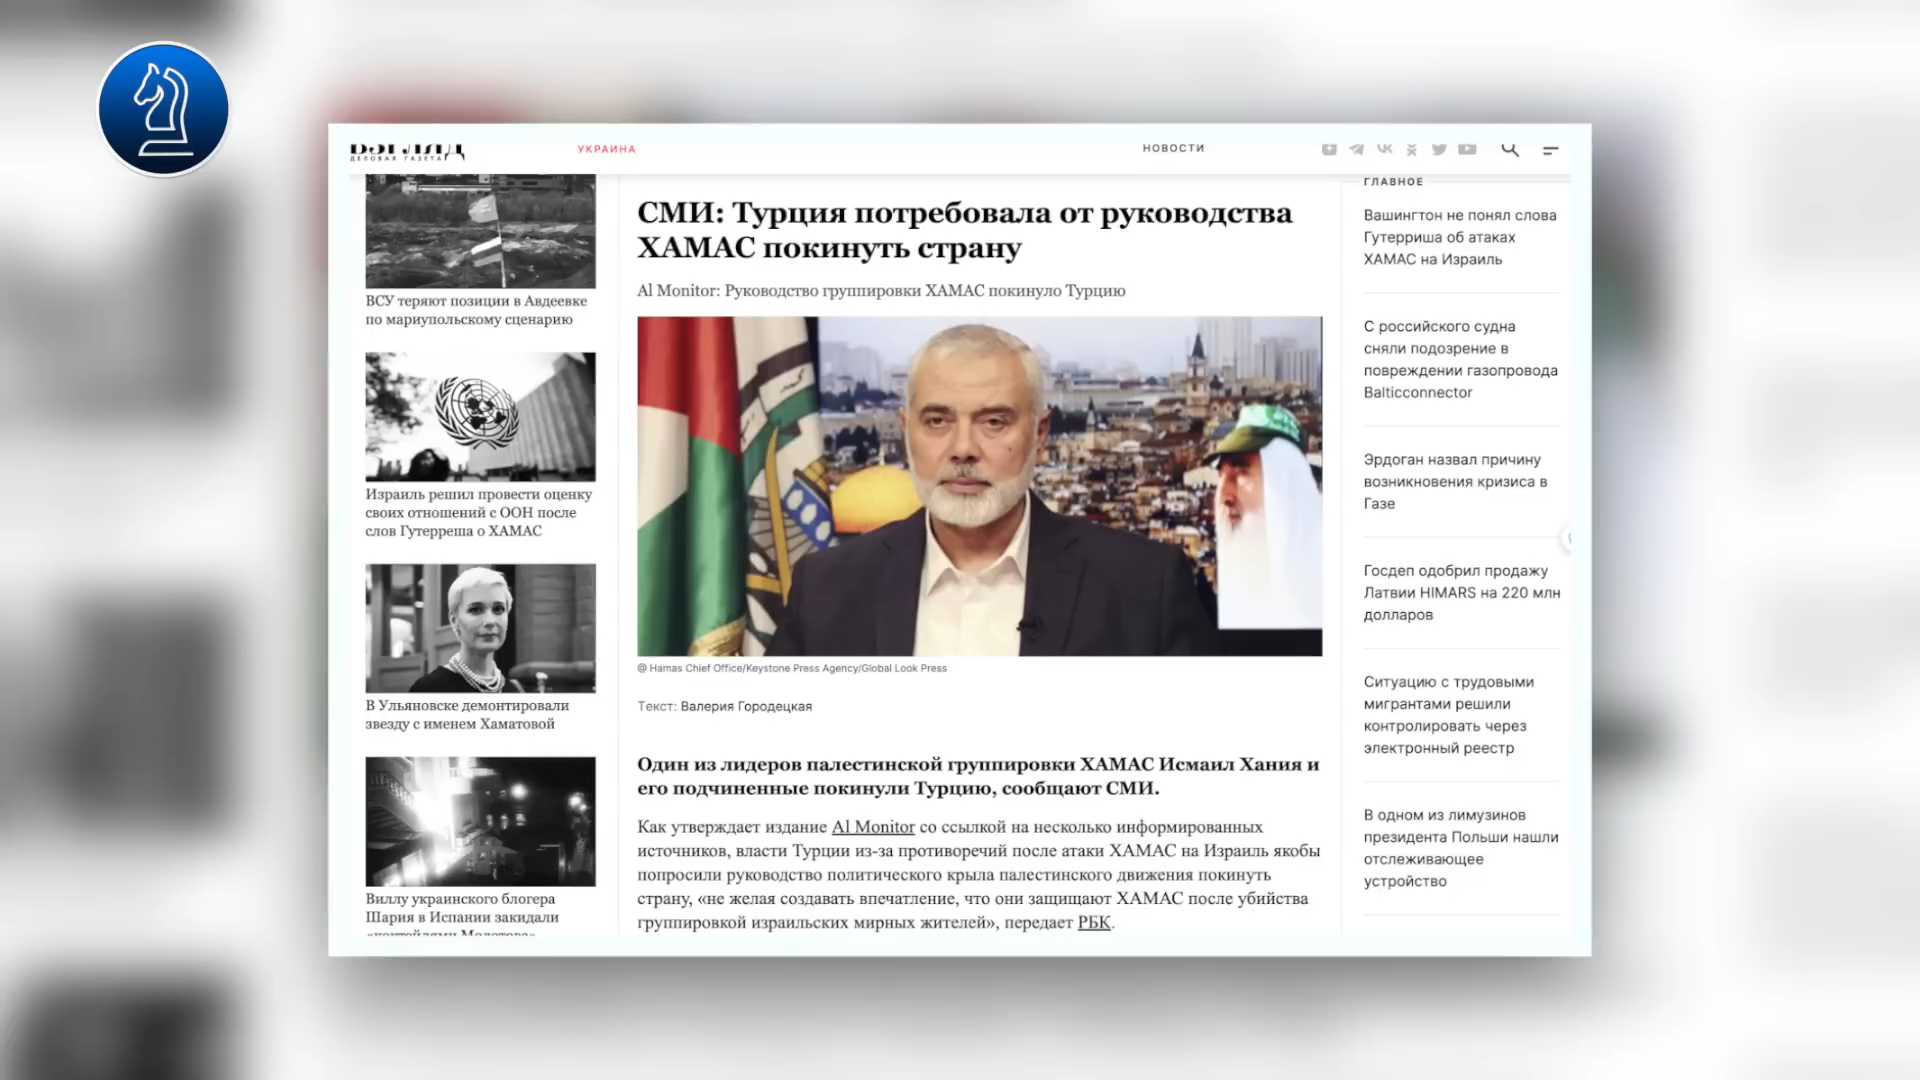 ВЗГЛЯД
ДЕЛОВАЯ ГАЗЕТА
УКРАИНА
НОВОСТИ
ВСУ теряют позиции в Авдеевке
по мариупольскому сценарию
Израиль решил провести оценку
своих отношений с ООН после
слов Гутерреша о ХАМАС
В Ульяновске демонтировали
звезду с именем Хаматовой
Виллу украинского блогера
Шария в Испании закидали
«коктейлями Молотова»
СМИ: Турция потребовала от руководства
ХАМАС покинуть страну
Al Monitor: Руководство группировки ХАМАС покинуло Турцию
@ Hamas Chief Office/Keystone Press Agency/Global Look Press
Текст: Валерия Городецкая
Один из лидеров палестинской группировки ХАМАС Исмаил Хания и
его подчиненные покинули Турцию, сообщают СМИ.
Как утверждает издание Al Monitor со ссылкой на несколько информированных
источников, власти Турции из-за противоречий после атаки ХАМАС на Израиль якобы
попросили руководство политического крыла палестинского движения покинуть
страну, «не желая создавать впечатление, что они защищают ХАМАС после убийства
группировкой израильских мирных жителей», передает РБК.
ГЛАВНОЕ
Вашингтон не понял слова
Гутерриша об атаках
ХАМАС на Израиль
С российского судна
сняли подозрение в
повреждении газопровода
Balticconnector
Эрдоган назвал причину
возникновения кризиса в
Газе
Госдеп одобрил продажу
Латвии HIMARS на 220 млн
долларов
Ситуацию с трудовыми
мигрантами решили
контролировать через
электронный реестр
В одном из лимузинов
президента Польши нашли
отслеживающее
устройство